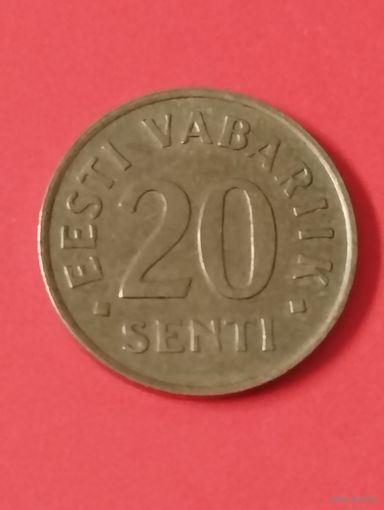 · EESTI VABARIIK ·
20
SENTI